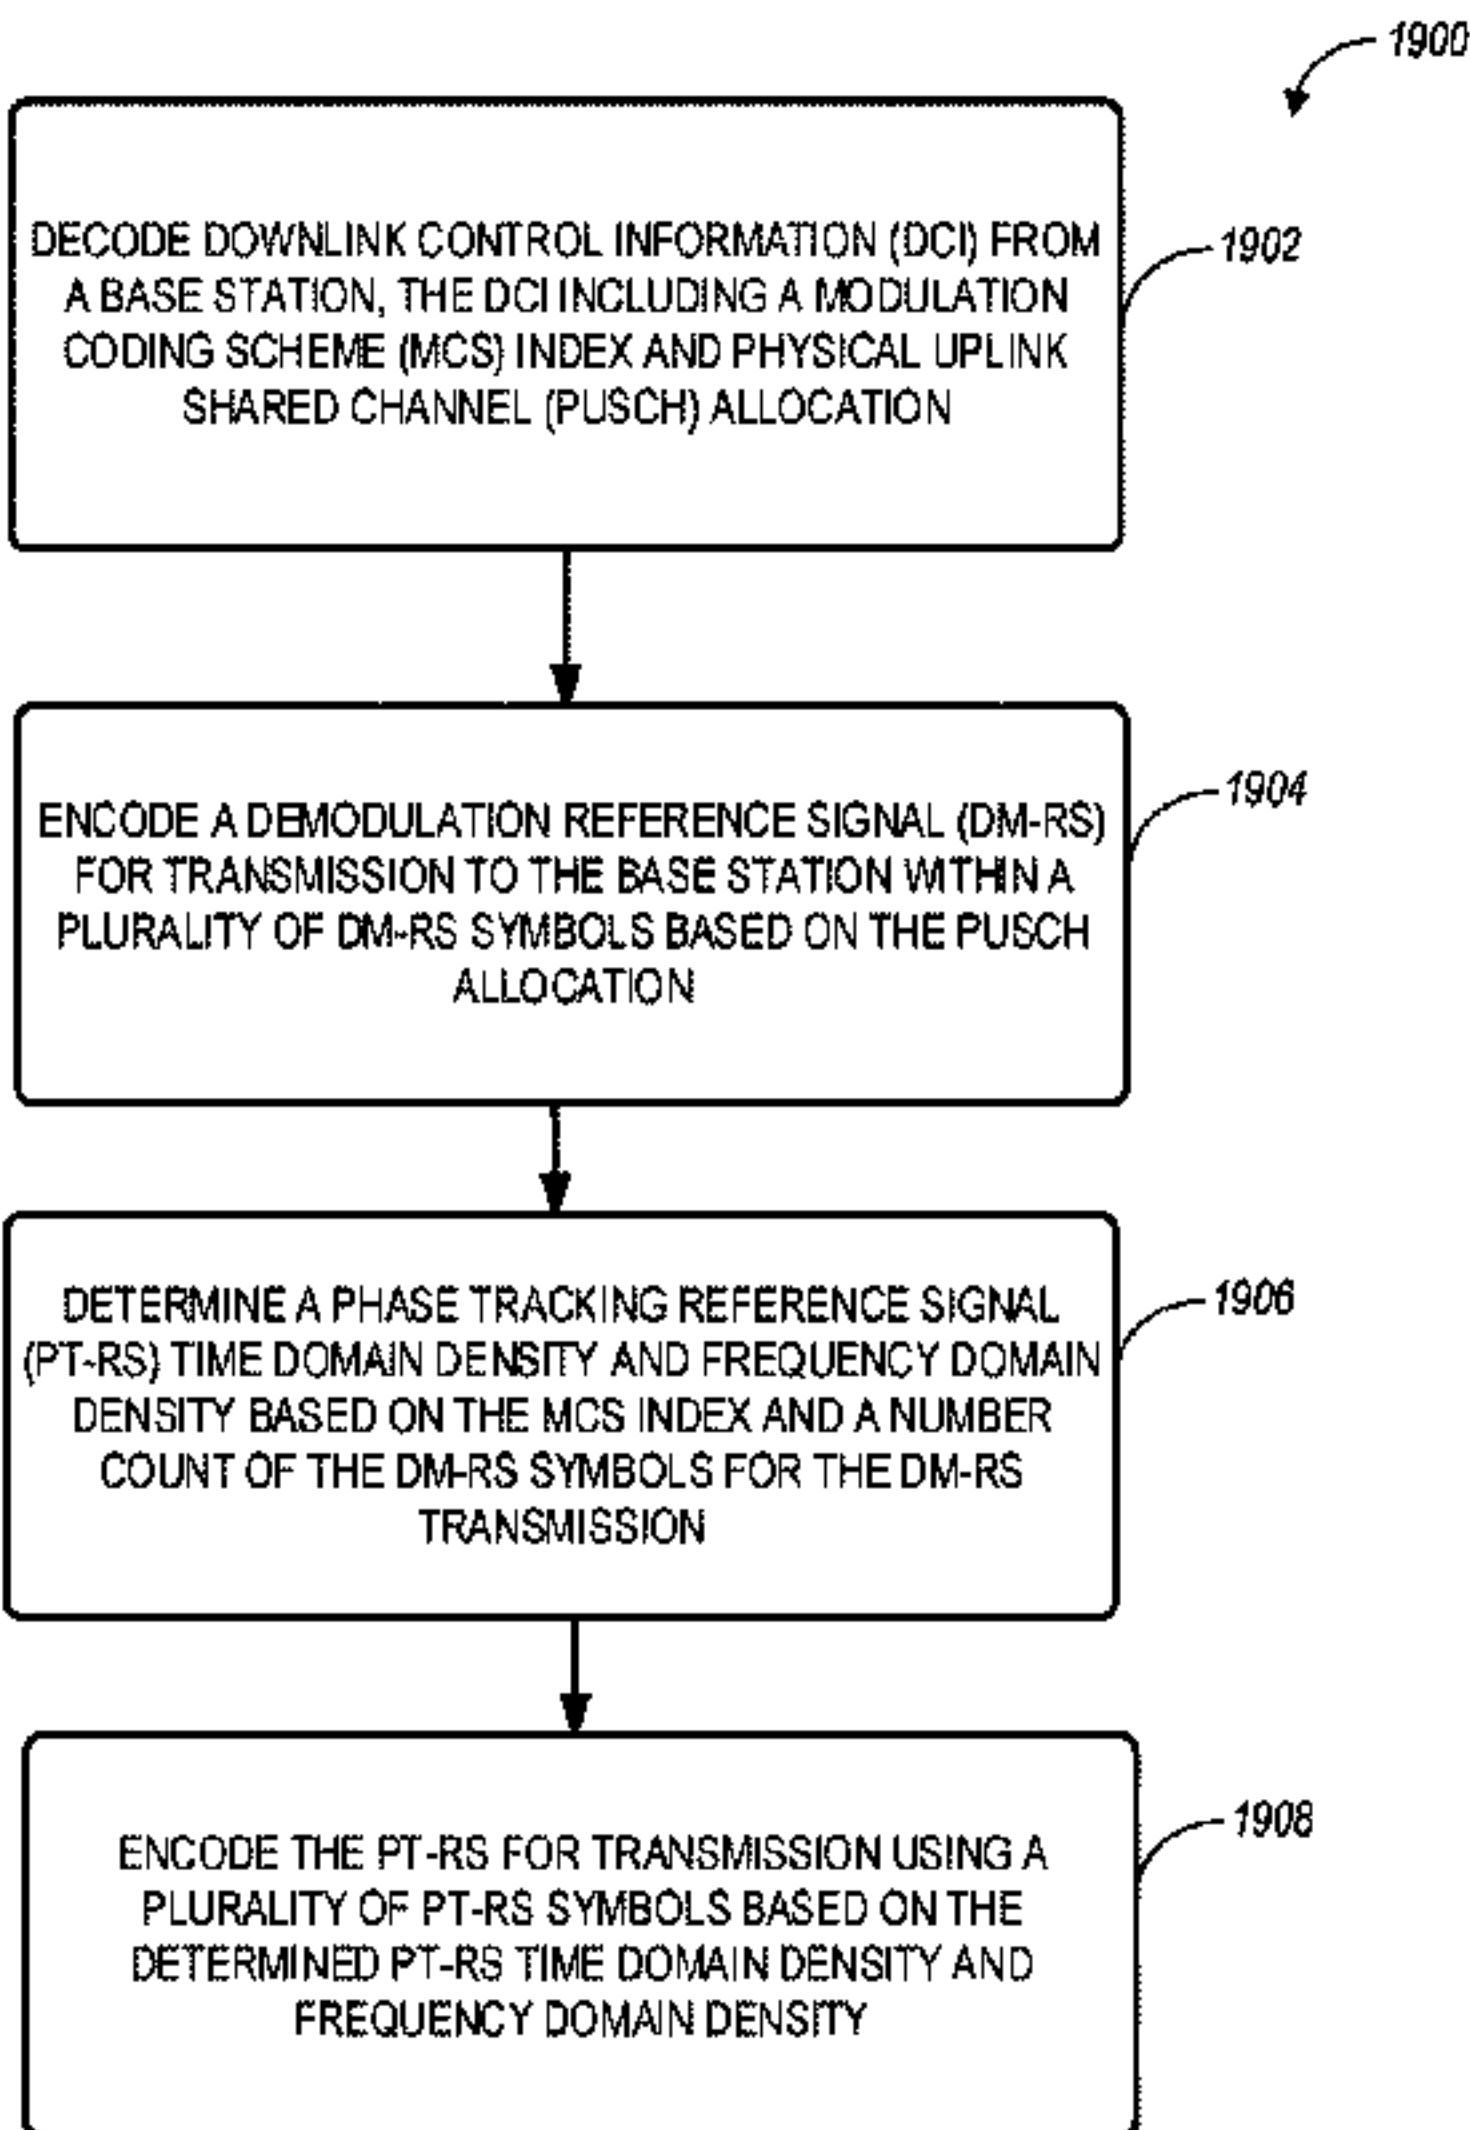 1900
DECODE DOWNLINK CONTROL INFORMATION (DCI) FROM
A BASE STATION, THE DCI INCLUDING A MODULATION
CODING SCHEME (MCS) INDEX AND PHYSICAL UPLINK
SHARED CHANNEL (PUSCH) ALLOCATION
1902
ENCODE A DEMODULATION REFERENCE SIGNAL (DM-RS)
FOR TRANSMISSION TO THE BASE STATION WITHIN A
PLURALITY OF DM-RS SYMBOLS BASED ON THE PUSCH
ALLOCATION
1904
DETERMINE A PHASE TRACKING REFERENCE SIGNAL
(PT-RS) TIME DOMAIN DENSITY AND FREQUENCY DOMAIN
DENSITY BASED ON THE MCS INDEX AND A NUMBER
COUNT OF THE DM-RS SYMBOLS FOR THE DM-RS
TRANSMISSION
1906
ENCODE THE PT-RS FOR TRANSMISSION USING A
PLURALITY OF PT-RS SYMBOLS BASED ON THE
DETERMINED PT-RS TIME DOMAIN DENSITY AND
FREQUENCY DOMAIN DENSITY
1908